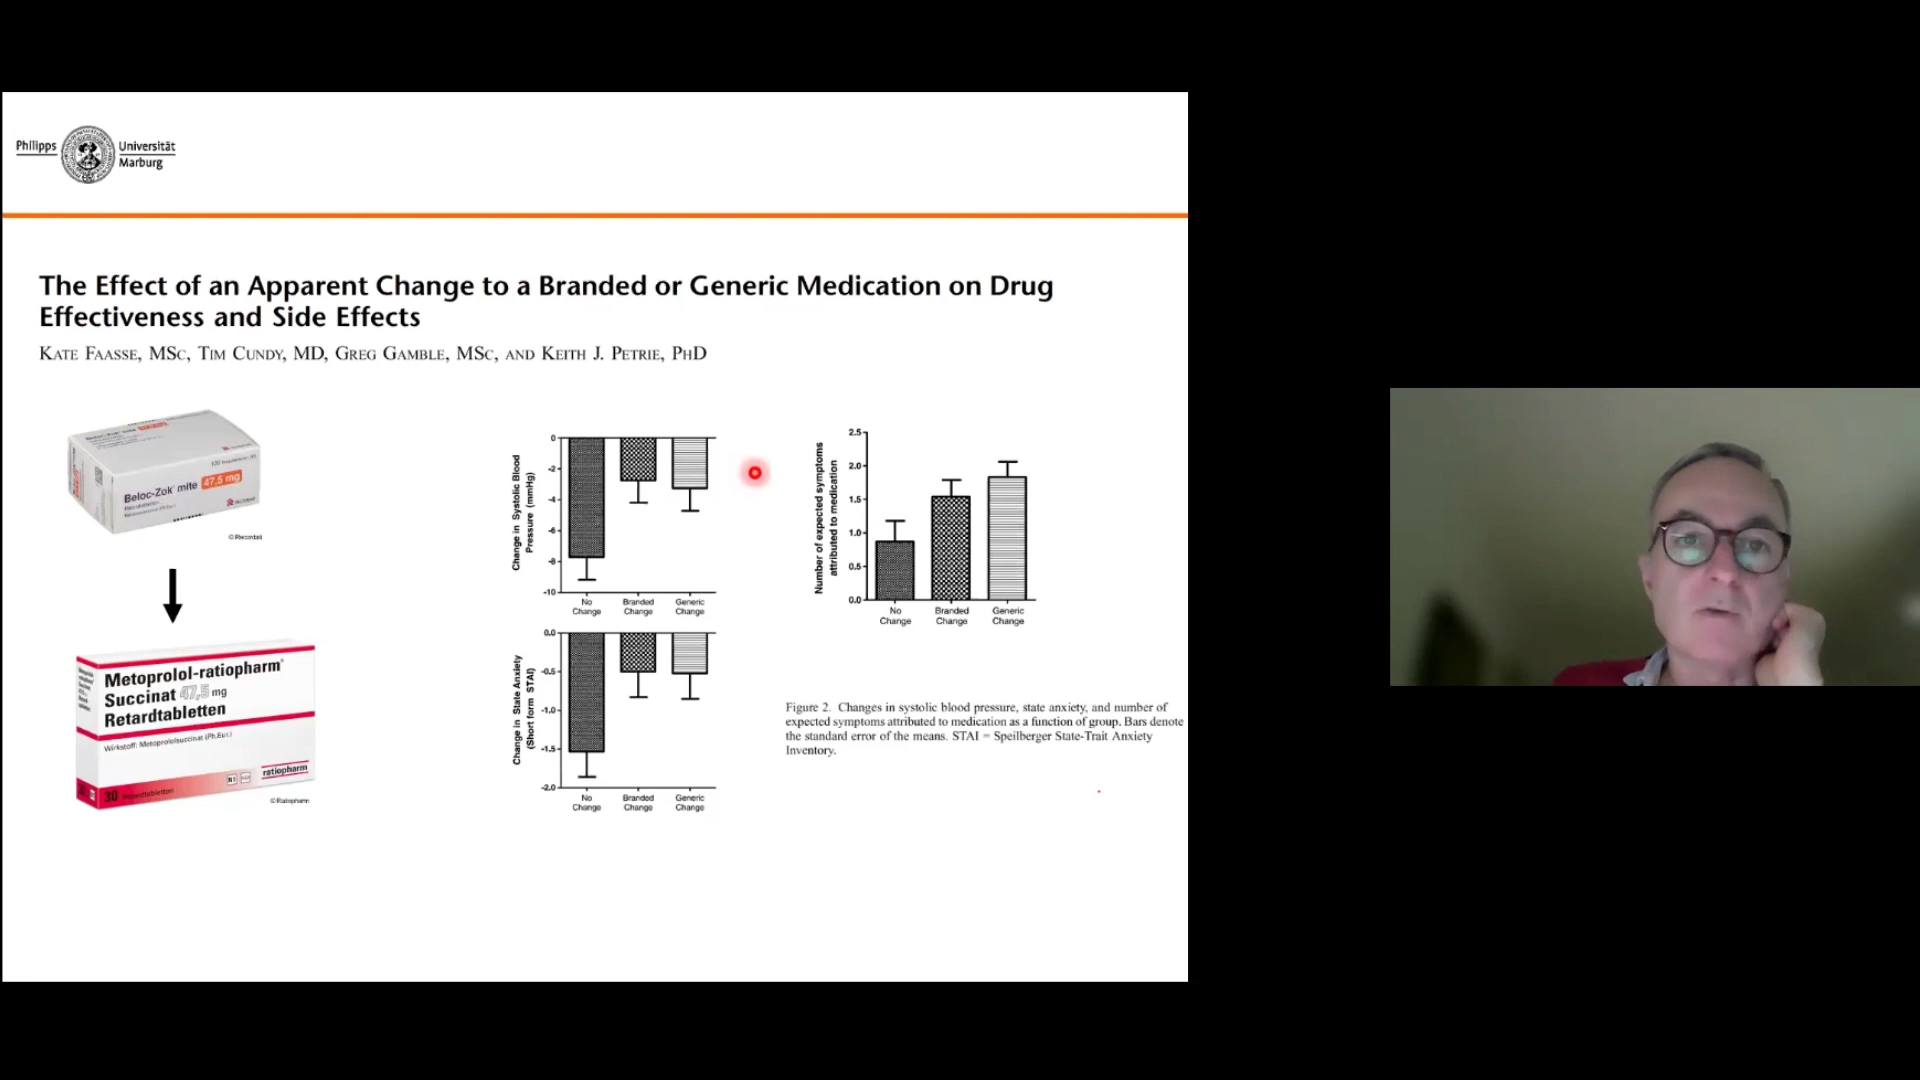 Philipps
Universität
Marburg
The Effect of an Apparent Change to a Branded or Generic Medication on Drug
Effectiveness and Side Effects
KATE FAASSE, MSC, TIM CUNDY, MD, GREG GAMBLE, MSC, AND KEITH J. PETRIE, PHD
Beloc-Zok mite 47,5 mg
© Recordati
Metoprolol-ratiopharm®
Succinat 47,5 mg
Retardtabletten
Wirkstoff: Metoprololsuccinat (Ph.Eur.)
30 Retardtabletten
N1
ratiopharm
© Ratiopharm
Change in Systolic Blood
Pressure (mmHg)
0
-2
-4
-6
-8
-10
No
Change
Branded
Change
Generic
Change
Change in State Anxiety
(Short form STAI)
0.0
-0.5
-1.0
-1.5
-2.0
No
Change
Branded
Change
Generic
Change
Number of expected symptoms
attributed to medication
2.5
2.0
1.5
1.0
0.5
0.0
No
Change
Branded
Change
Generic
Change
Figure 2. Changes in systolic blood pressure, state anxiety, and number of
expected symptoms attributed to medication as a function of group. Bars denote
the standard error of the means. STAI = Speilberger State-Trait Anxiety
Inventory.